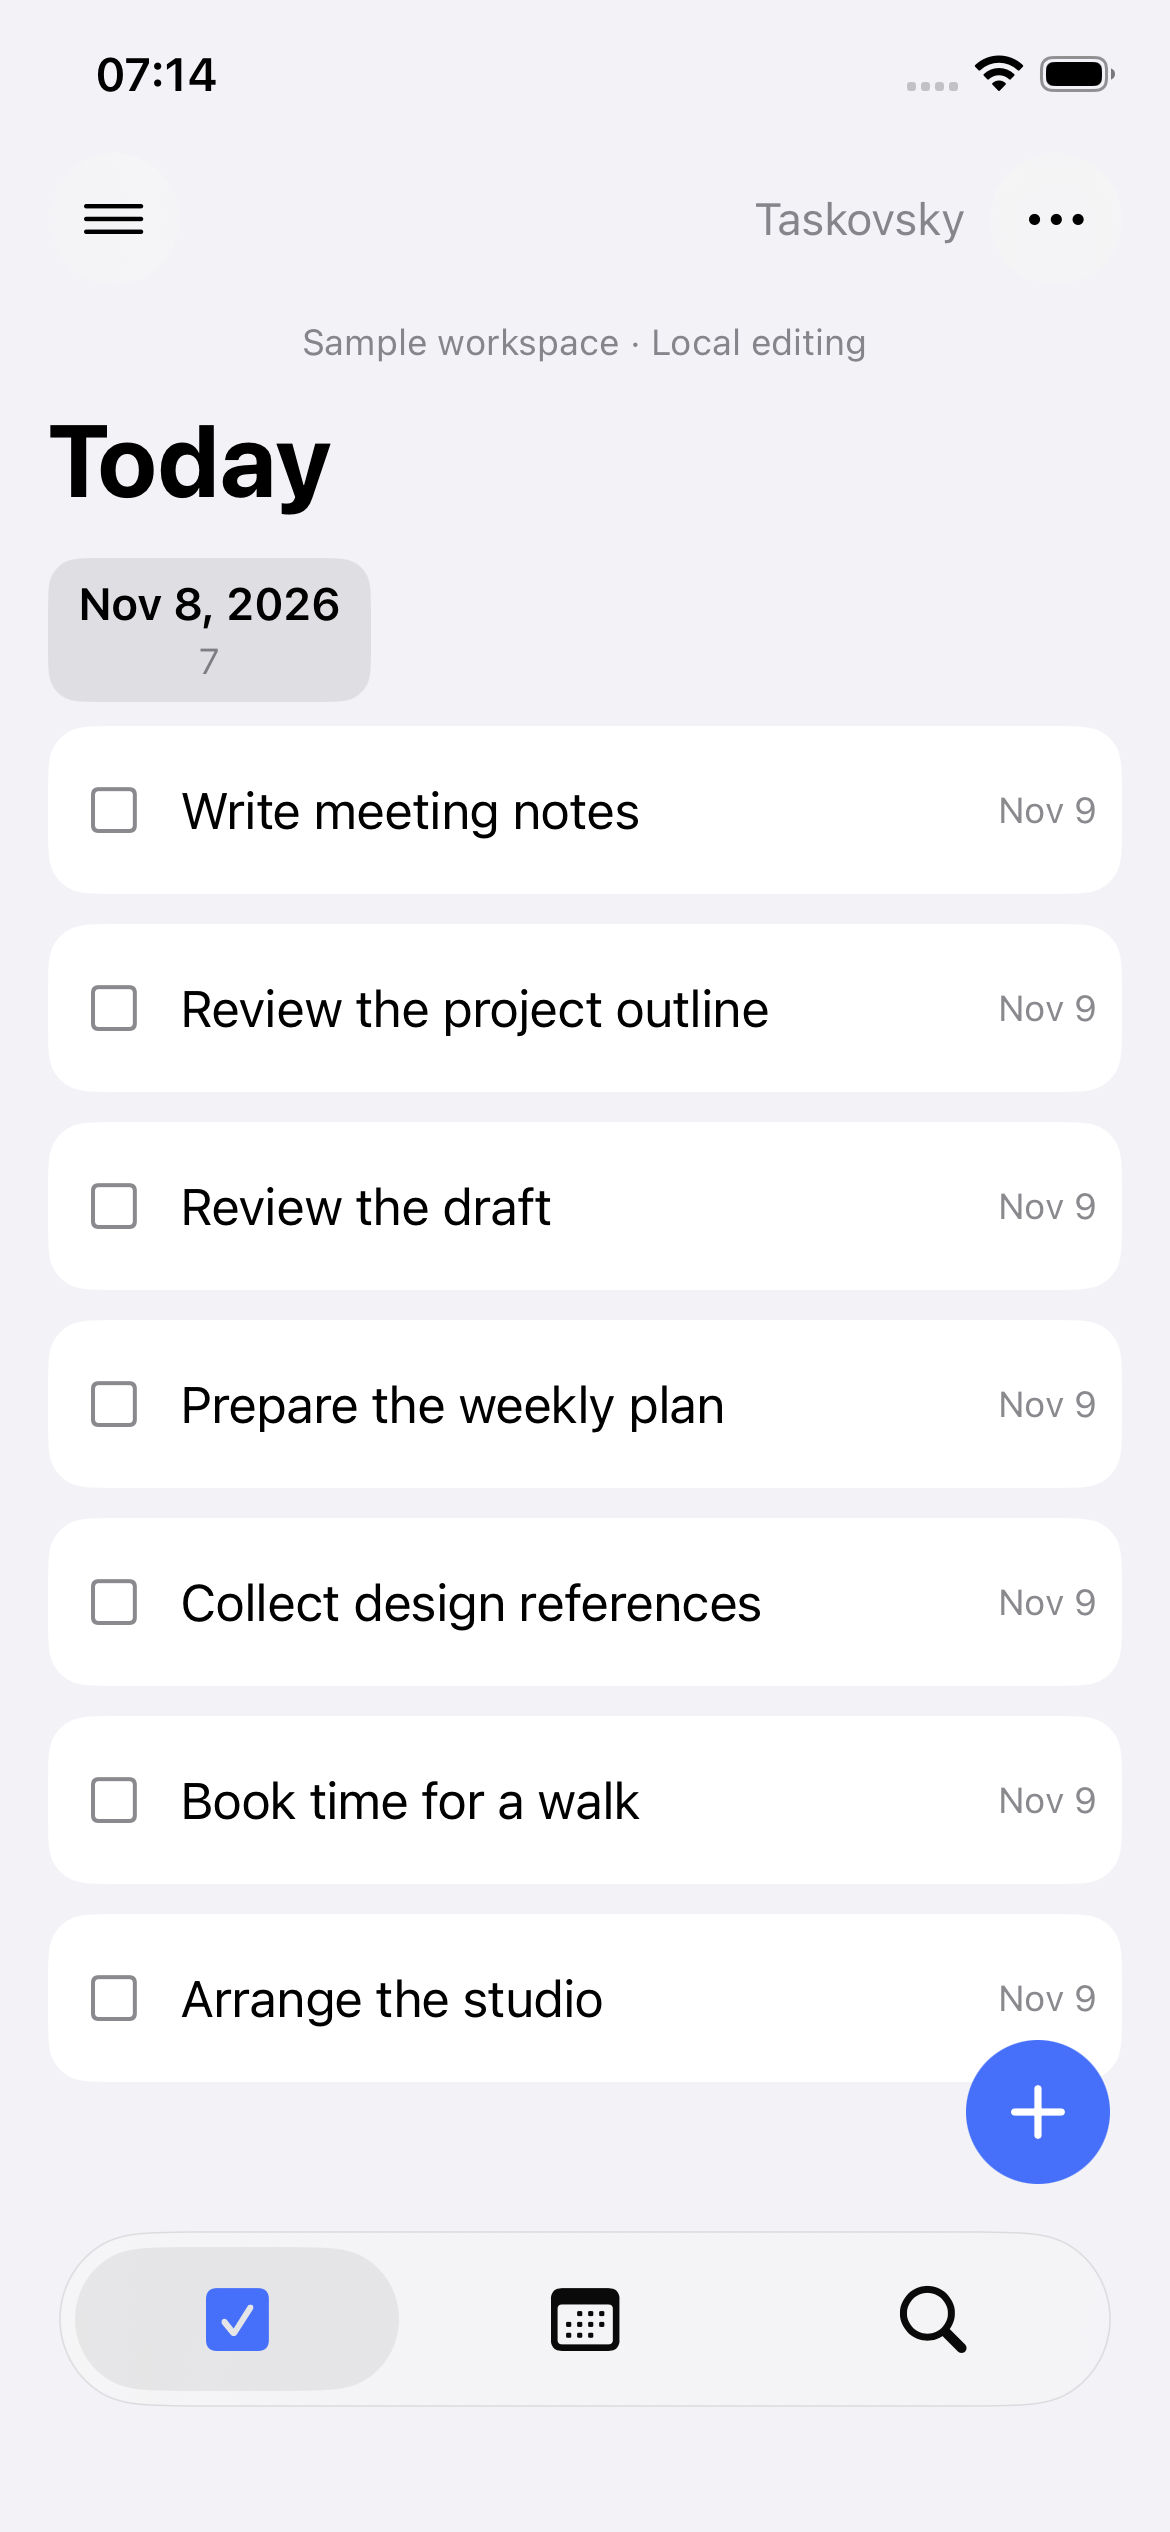 07:14
Taskovsky
Sample workspace · Local editing
Today
Nov 8, 2026
7
Write meeting notes Nov 9
Review the project outline Nov 9
Review the draft Nov 9
Prepare the weekly plan Nov 9
Collect design references Nov 9
Book time for a walk Nov 9
Arrange the studio Nov 9